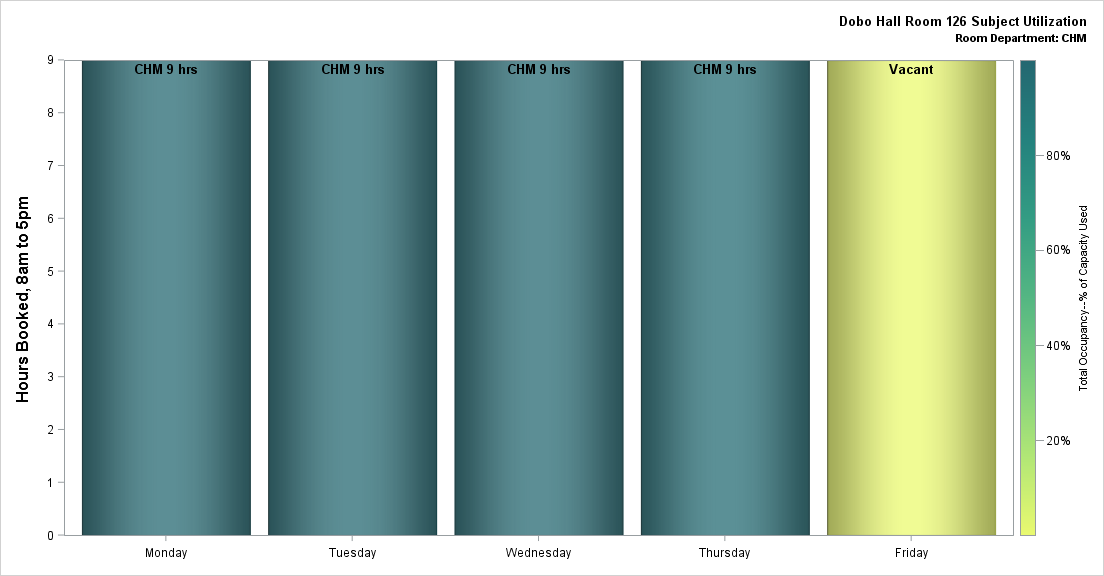 Dobo Hall Room 126 Subject Utilization
Room Department: CHM
Hours Booked, 8am to 5pm
9
8
7
6
5
4
3
2
1
0
CHM 9 hrs
CHM 9 hrs
CHM 9 hrs
CHM 9 hrs
Vacant
Monday
Tuesday
Wednesday
Thursday
Friday
80%
60%
40%
20%
Total Occupancy--% of Capacity Used